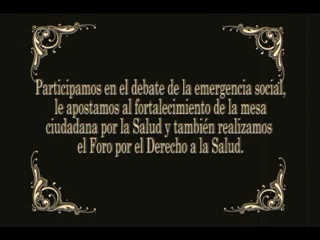 Participamos en el debate de la emergencia social,
le apostamos al fortalecimiento de la mesa
ciudadana por la Salud y también realizamos
el Foro por el Derecho a la Salud.